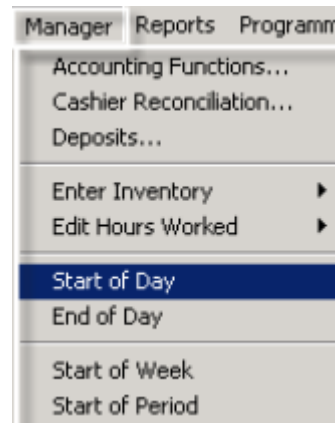 Manager Reports Programm
Accounting Functions...
Cashier Reconciliation...
Deposits...
Enter Inventory
Edit Hours Worked
Start of Day
End of Day
Start of Week
Start of Period